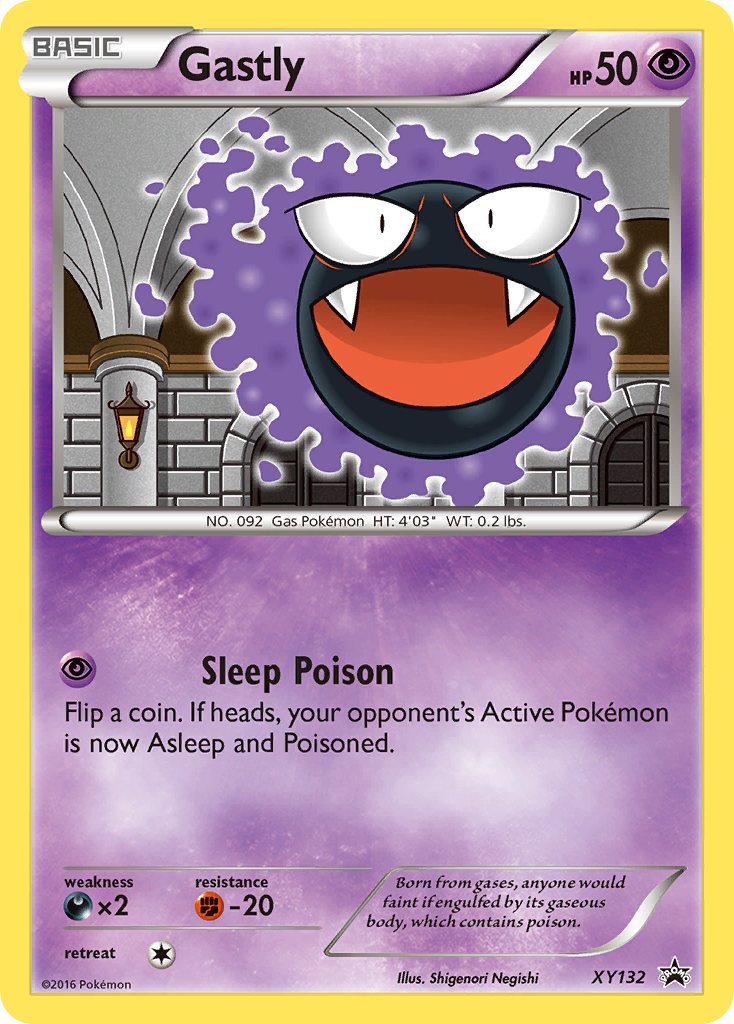 BASIC Gastly HP 50
NO. 092 Gas Pokémon HT: 4'03" WT: 0.2 lbs.
Sleep Poison
Flip a coin. If heads, your opponent's Active Pokémon
is now Asleep and Poisoned.
weakness resistance
×2 -20
retreat
Born from gases, anyone would
faint if engulfed by its gaseous
body, which contains poison.
©2016 Pokémon Illus. Shigenori Negishi XY132 PROMO